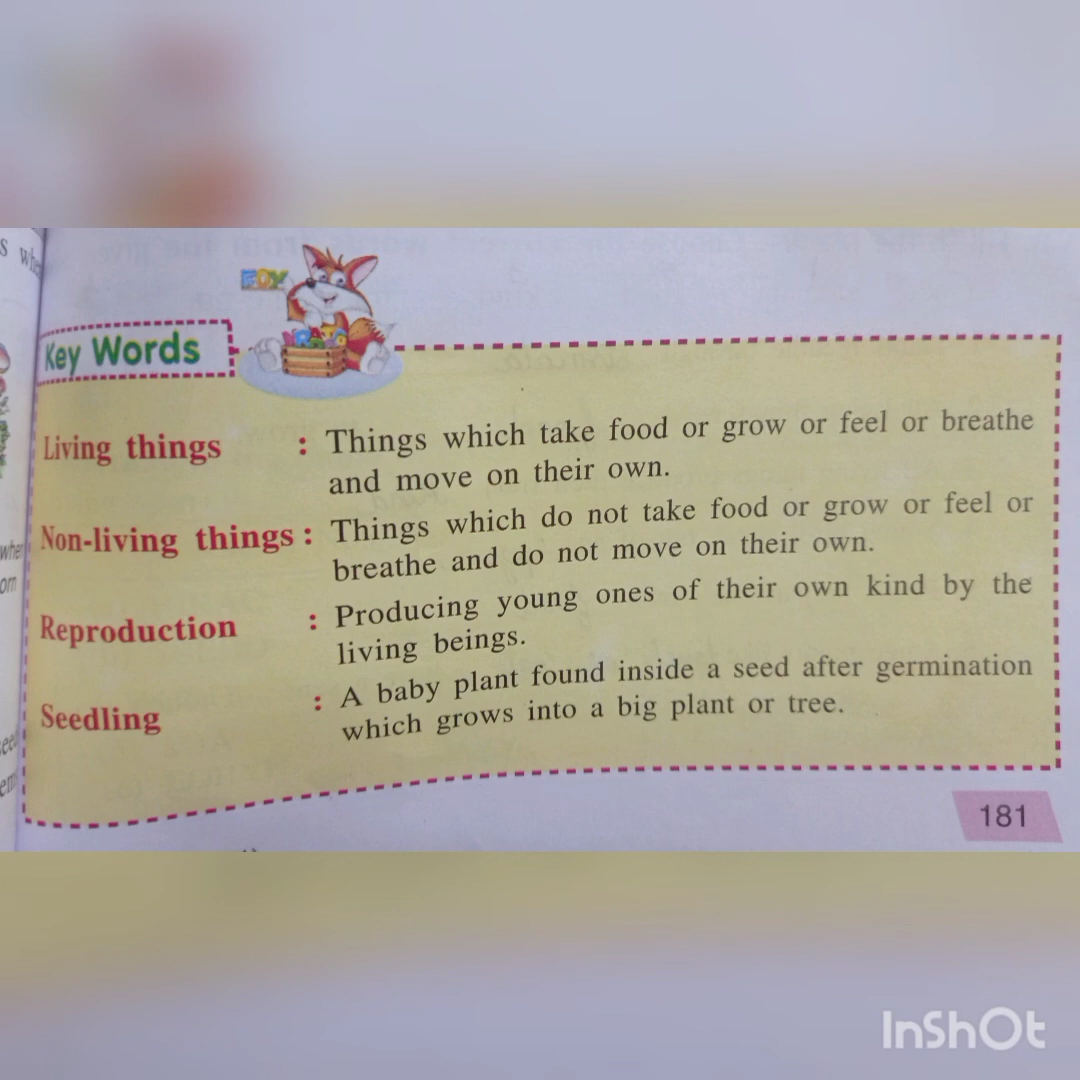 s whe
Key Words
Living things : Things which take food or grow or feel or breathe
and move on their own.
Non-living things : Things which do not take food or grow or feel or
breathe and do not move on their own.
Reproduction : Producing young ones of their own kind by the
living beings.
Seedling : A baby plant found inside a seed after germination
which grows into a big plant or tree.
181
InShOt